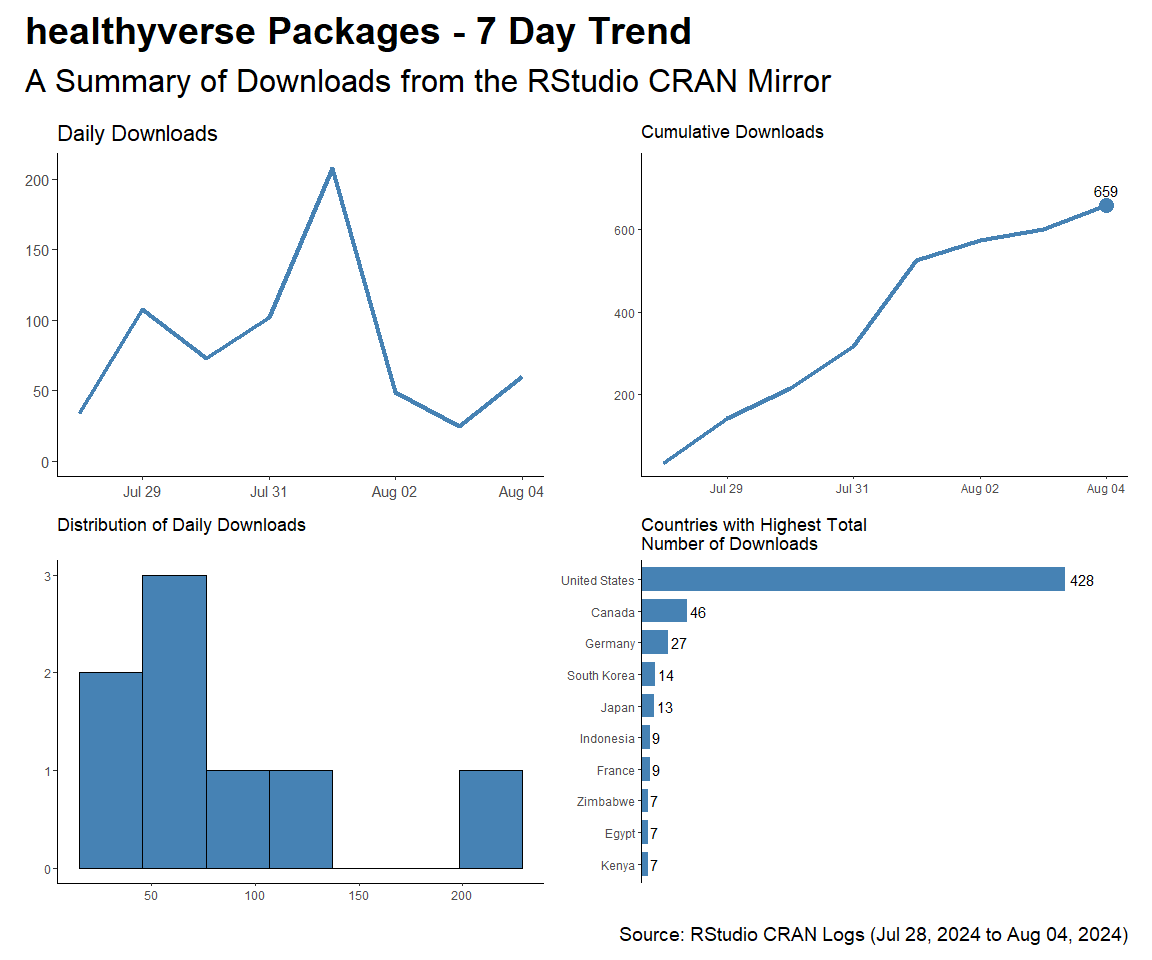 healthyverse Packages - 7 Day Trend
A Summary of Downloads from the RStudio CRAN Mirror
Daily Downloads
200
150
100
50
0
Jul 29 Jul 31 Aug 02 Aug 04
Cumulative Downloads
659
600
400
200
Jul 29 Jul 31 Aug 02 Aug 04
Distribution of Daily Downloads
3
2
1
0
50 100 150 200
Countries with Highest Total
Number of Downloads
United States 428
Canada 46
Germany 27
South Korea 14
Japan 13
Indonesia 9
France 9
Zimbabwe 7
Egypt 7
Kenya 7
Source: RStudio CRAN Logs (Jul 28, 2024 to Aug 04, 2024)